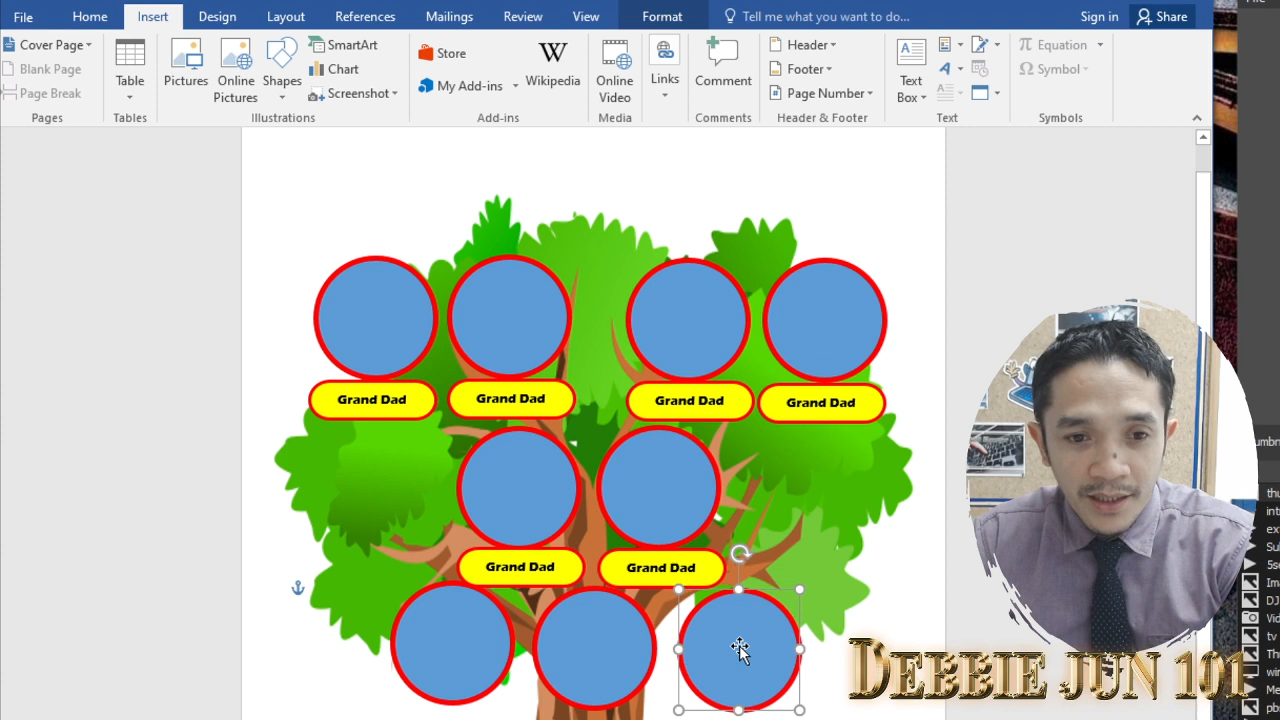 File Home Insert Design Layout References Mailings Review View Format Tell me what you want to do... Sign in Share
Cover Page
Blank Page
Page Break
Pages
Table
Tables
Pictures
Online Pictures
Shapes
SmartArt
Chart
Screenshot
Illustrations
Store
My Add-ins
Wikipedia
Add-ins
Online Video
Media
Links
Comment
Comments
Header
Footer
Page Number
Header & Footer
Text Box
A
Text
Equation
Symbol
Symbols
Grand Dad
Grand Dad
Grand Dad
Grand Dad
Grand Dad
Grand Dad
DEBBIE JUN 101